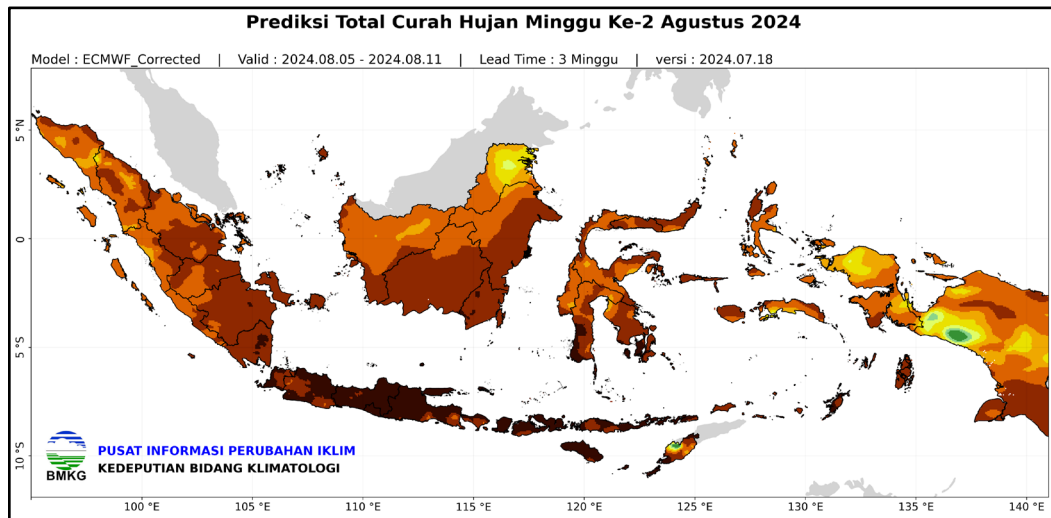 Prediksi Total Curah Hujan Minggu Ke-2 Agustus 2024
Model : ECMWF_Corrected | Valid : 2024.08.05 - 2024.08.11 | Lead Time : 3 Minggu | versi : 2024.07.18
5 °N
0
5 °S
10 °S
BMKG
PUSAT INFORMASI PERUBAHAN IKLIM
KEDEPUTIAN BIDANG KLIMATOLOGI
100 °E 105 °E 110 °E 115 °E 120 °E 125 °E 130 °E 135 °E 140 °E